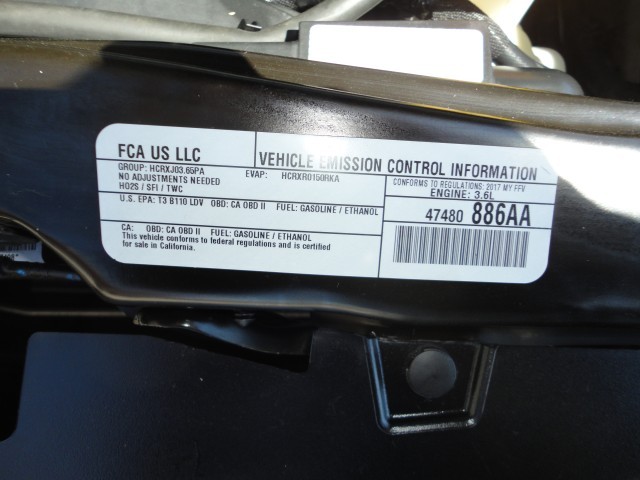 FCA US LLC
VEHICLE EMISSION CONTROL INFORMATION
GROUP: HCRXJ03.65PA EVAP: HCRXR0150RKA
NO ADJUSTMENTS NEEDED
HO2S / SFI / TWC
CONFORMS TO REGULATIONS: 2017 MY FFV
ENGINE: 3.6L
U.S. EPA: T3 B110 LDV OBD: CA OBD II FUEL: GASOLINE / ETHANOL
47480 886AA
CA: OBD: CA OBD II FUEL: GASOLINE / ETHANOL
This vehicle conforms to federal regulations and is certified
for sale in California.